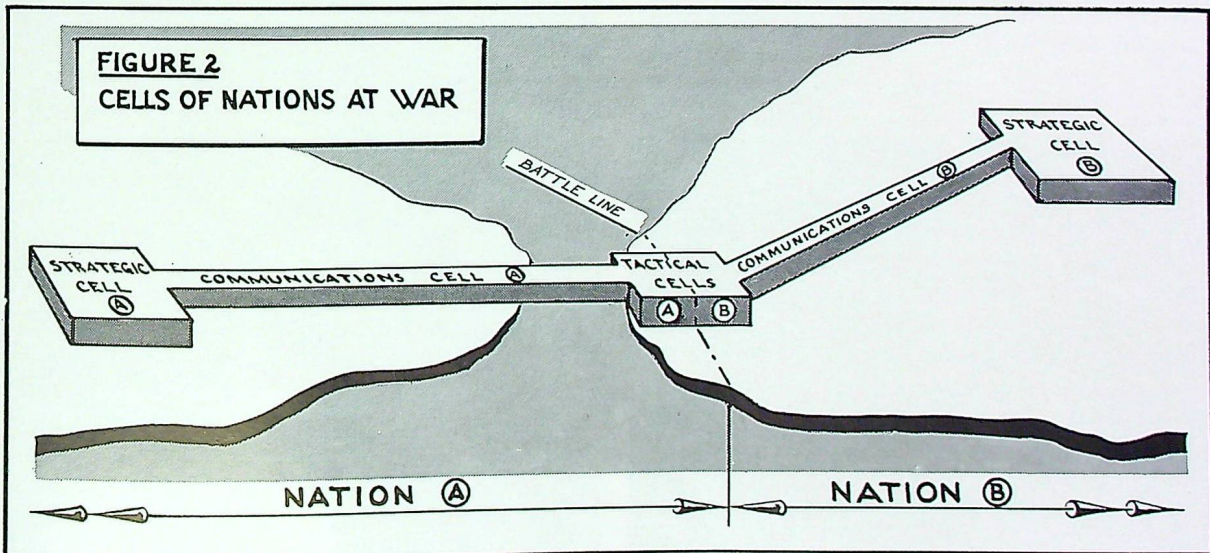 FIGURE 2
CELLS OF NATIONS AT WAR
BATTLE LINE
STRATEGIC
CELL
Ⓑ
COMMUNICATIONS CELL Ⓑ
STRATEGIC
CELL
Ⓐ
COMMUNICATIONS CELL Ⓐ
TACTICAL
CELLS
Ⓐ Ⓑ
NATION Ⓐ
NATION Ⓑ